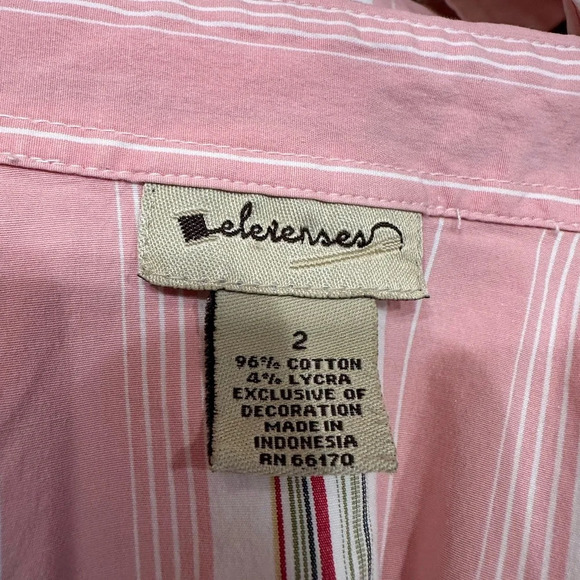 elevenses
2
96% COTTON
4% LYCRA
EXCLUSIVE OF
DECORATION
MADE IN
INDONESIA
RN 66170